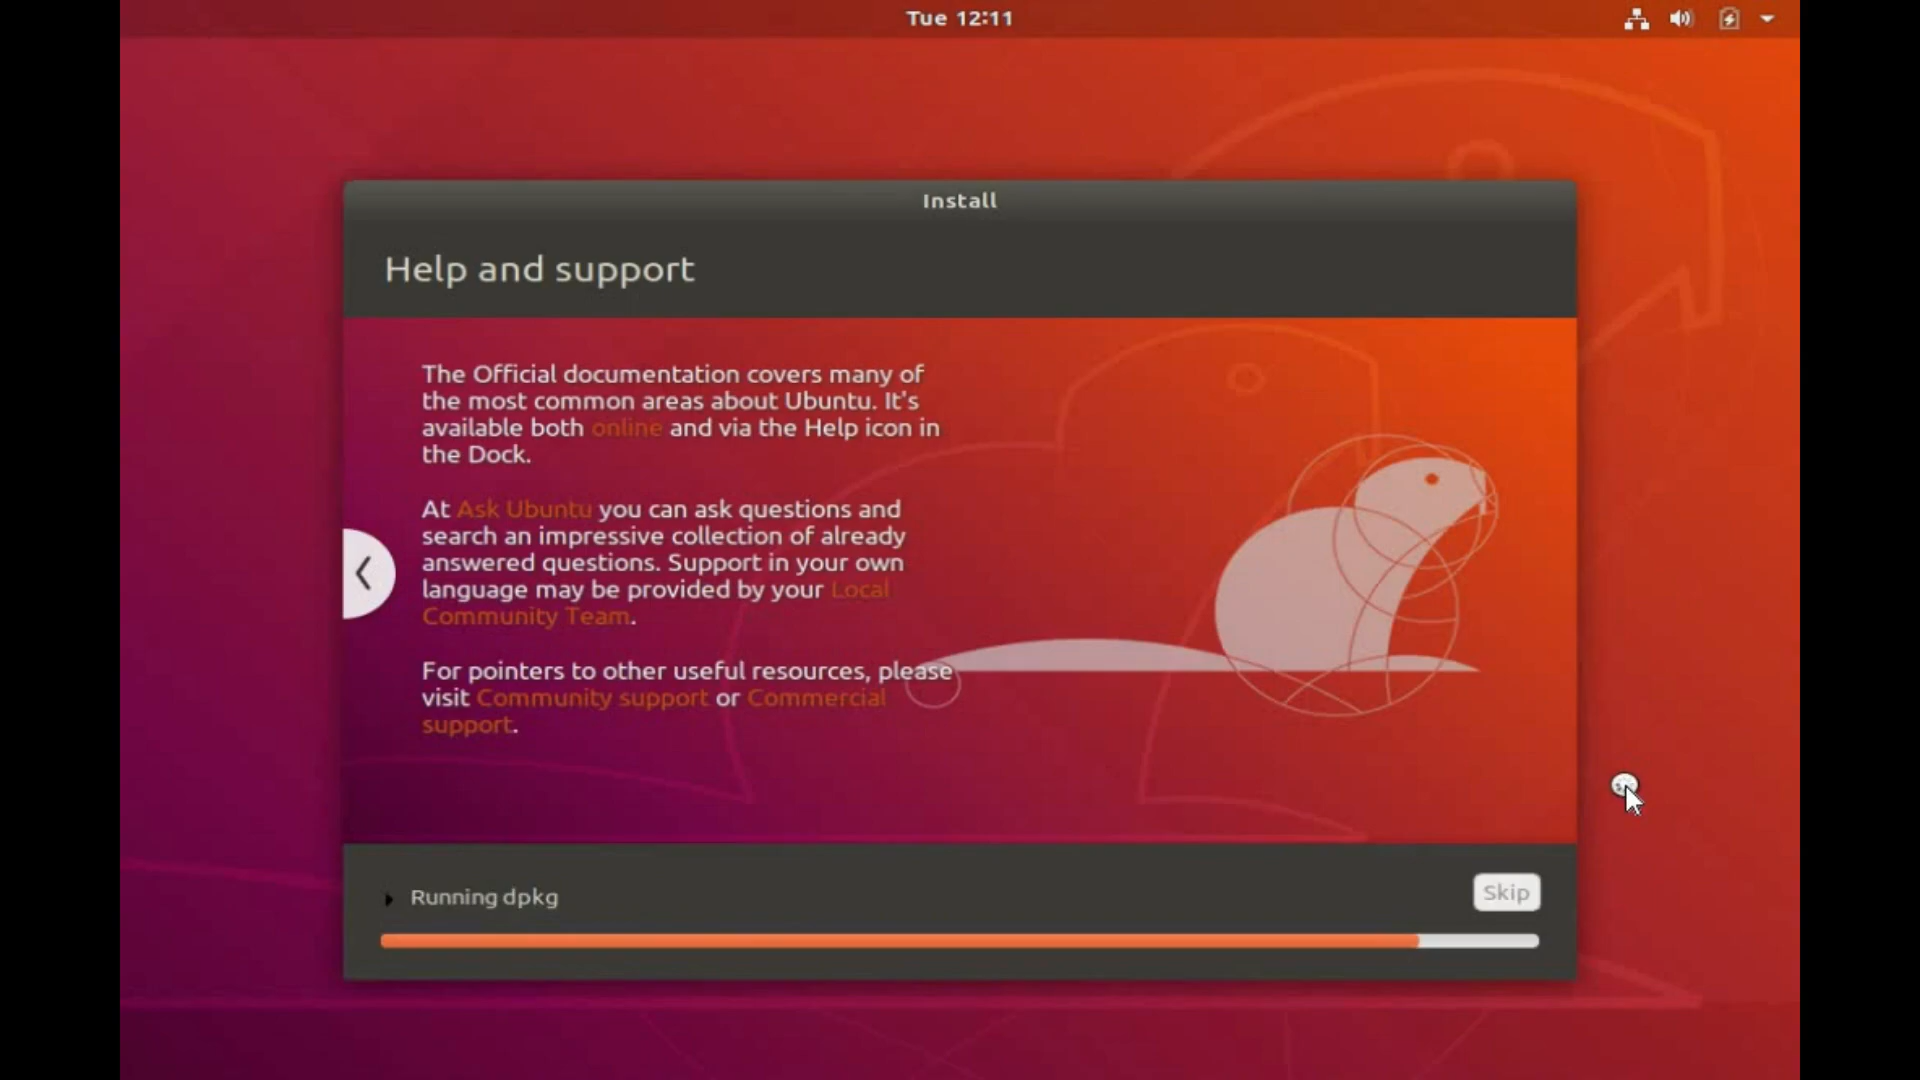 Tue 12:11
Install
Help and support
The Official documentation covers many of
the most common areas about Ubuntu. It's
available both online and via the Help icon in
the Dock.
At Ask Ubuntu you can ask questions and
search an impressive collection of already
answered questions. Support in your own
language may be provided by your Local
Community Team.
For pointers to other useful resources, please
visit Community support or Commercial
support.
Running dpkg
Skip